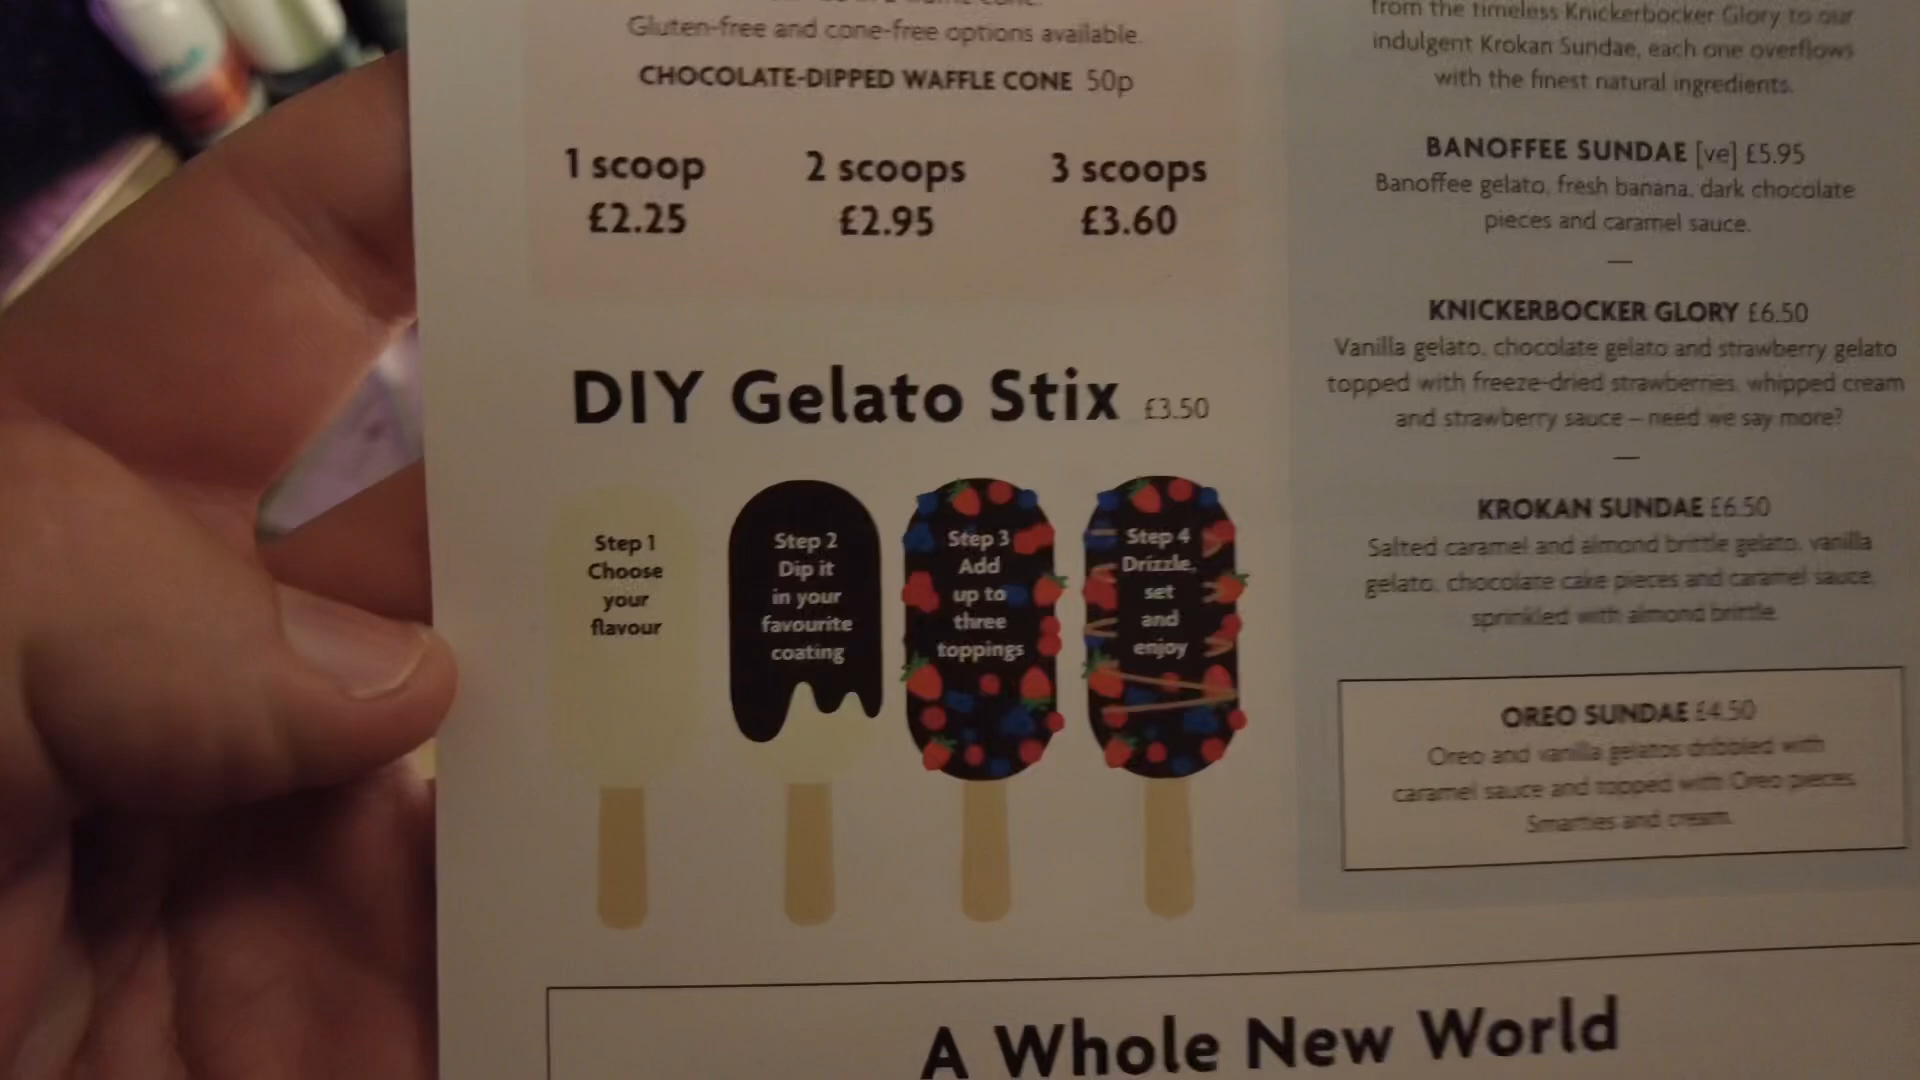 Gluten-free and cone-free options available.
CHOCOLATE-DIPPED WAFFLE CONE 50p
1 scoop
£2.25
2 scoops
£2.95
3 scoops
£3.60
DIY Gelato Stix £3.50
Step 1
Choose
your
flavour
Step 2
Dip it
in your
favourite
coating
Step 3
Add
up to
three
toppings
Step 4
Drizzle,
set
and
enjoy
from the timeless Knickerbocker Glory to our
indulgent Krokan Sundae, each one overflows
with the finest natural ingredients.
BANOFFEE SUNDAE [ve] £5.95
Banoffee gelato, fresh banana, dark chocolate
pieces and caramel sauce.
—
KNICKERBOCKER GLORY £6.50
Vanilla gelato, chocolate gelato and strawberry gelato
topped with freeze-dried strawberries, whipped cream
and strawberry sauce – need we say more?
—
KROKAN SUNDAE £6.50
Salted caramel and almond brittle gelato, vanilla
gelato, chocolate cake pieces and caramel sauce,
sprinkled with almond brittle.
OREO SUNDAE £4.50
Oreo and vanilla gelatos dribbled with
caramel sauce and topped with Oreo pieces,
Smarties and cream.
A Whole New World